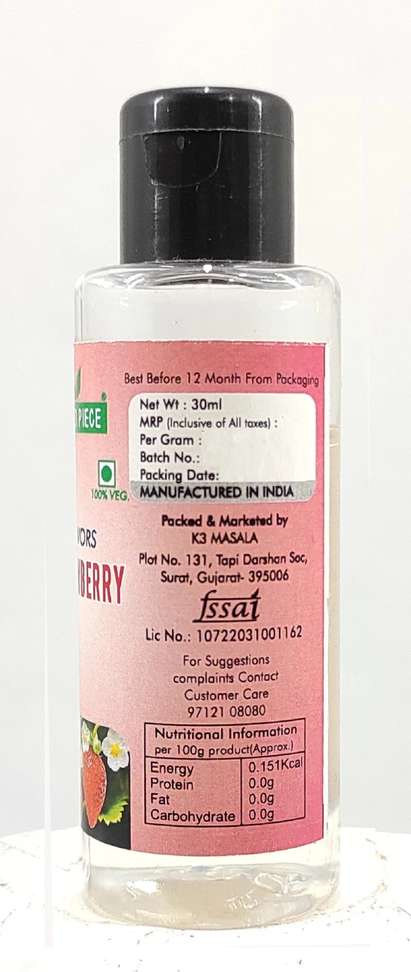 PIECE
100% VEG.
Best Before 12 Month From Packaging
Net Wt : 30ml
MRP (Inclusive of All taxes) :
Per Gram :
Batch No.:
Packing Date:
MANUFACTURED IN INDIA
Packed & Marketed by
K3 MASALA
Plot No. 131, Tapi Darshan Soc,
Surat, Gujarat- 395006
fssai
Lic No.: 10722031001162
For Suggestions
complaints Contact
Customer Care
97121 08080
Nutritional Information
per 100g product(Approx.)
Energy 0.151Kcal
Protein 0.0g
Fat 0.0g
Carbohydrate 0.0g